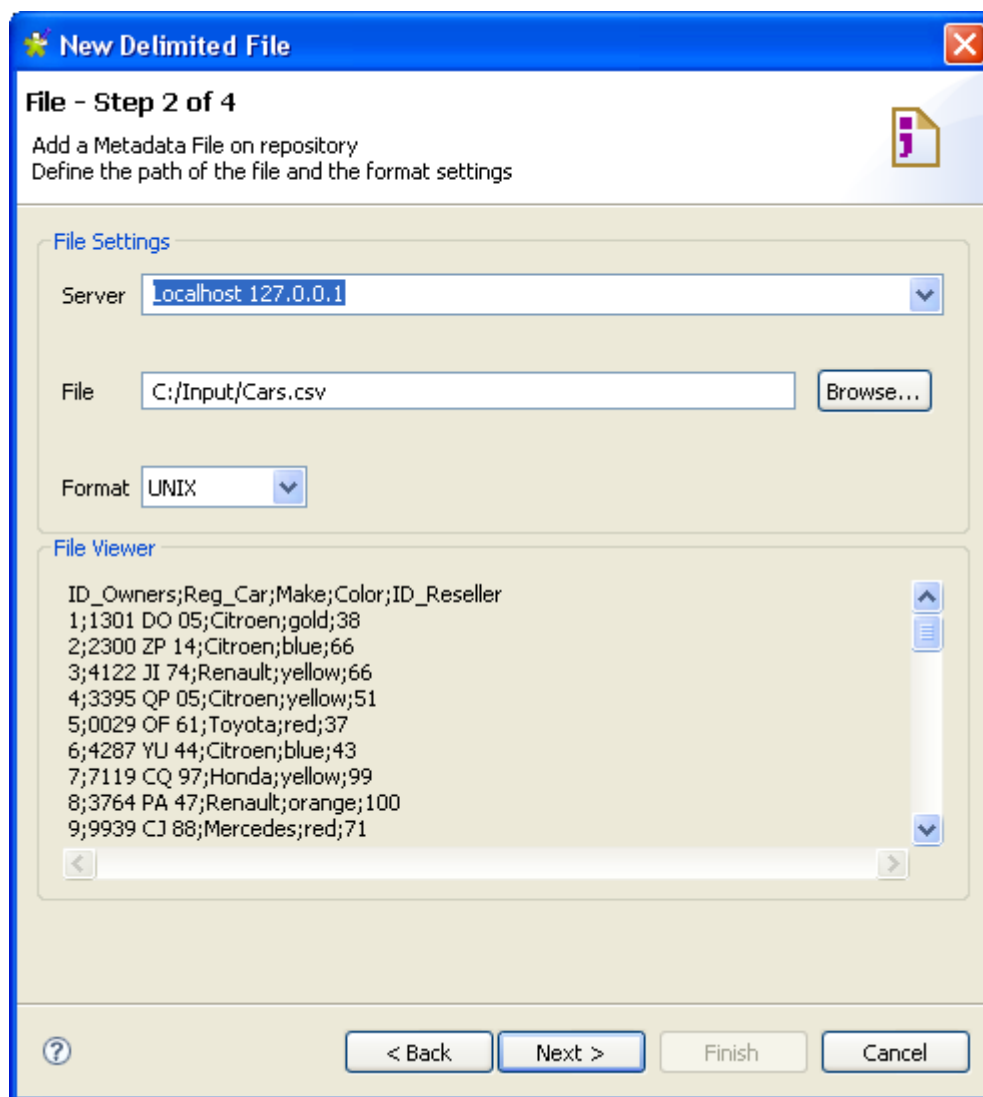 New Delimited File
File - Step 2 of 4
Add a Metadata File on repository
Define the path of the file and the format settings
File Settings
Server Localhost 127.0.0.1
File C:/Input/Cars.csv Browse...
Format UNIX
File Viewer
ID_Owners;Reg_Car;Make;Color;ID_Reseller
1;1301 DO 05;Citroen;gold;38
2;2300 ZP 14;Citroen;blue;66
3;4122 JI 74;Renault;yellow;66
4;3395 QP 05;Citroen;yellow;51
5;0029 OF 61;Toyota;red;37
6;4287 YU 44;Citroen;blue;43
7;7119 CQ 97;Honda;yellow;99
8;3764 PA 47;Renault;orange;100
9;9939 CJ 88;Mercedes;red;71
< Back Next > Finish Cancel